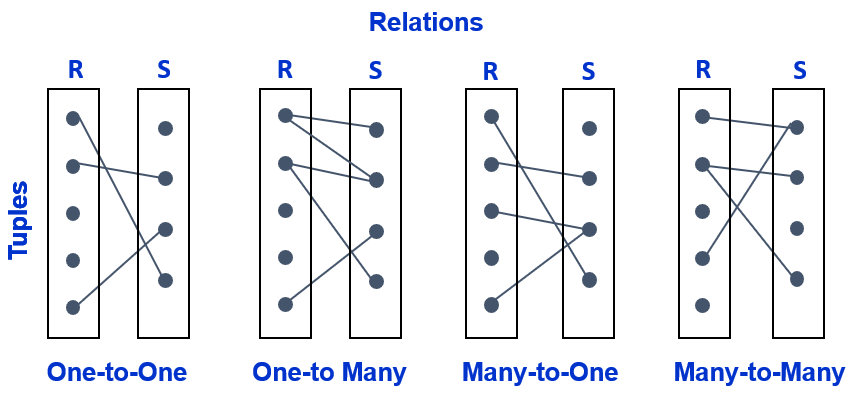 Relations
R S R S R S R S
Tuples
One-to-One One-to Many Many-to-One Many-to-Many